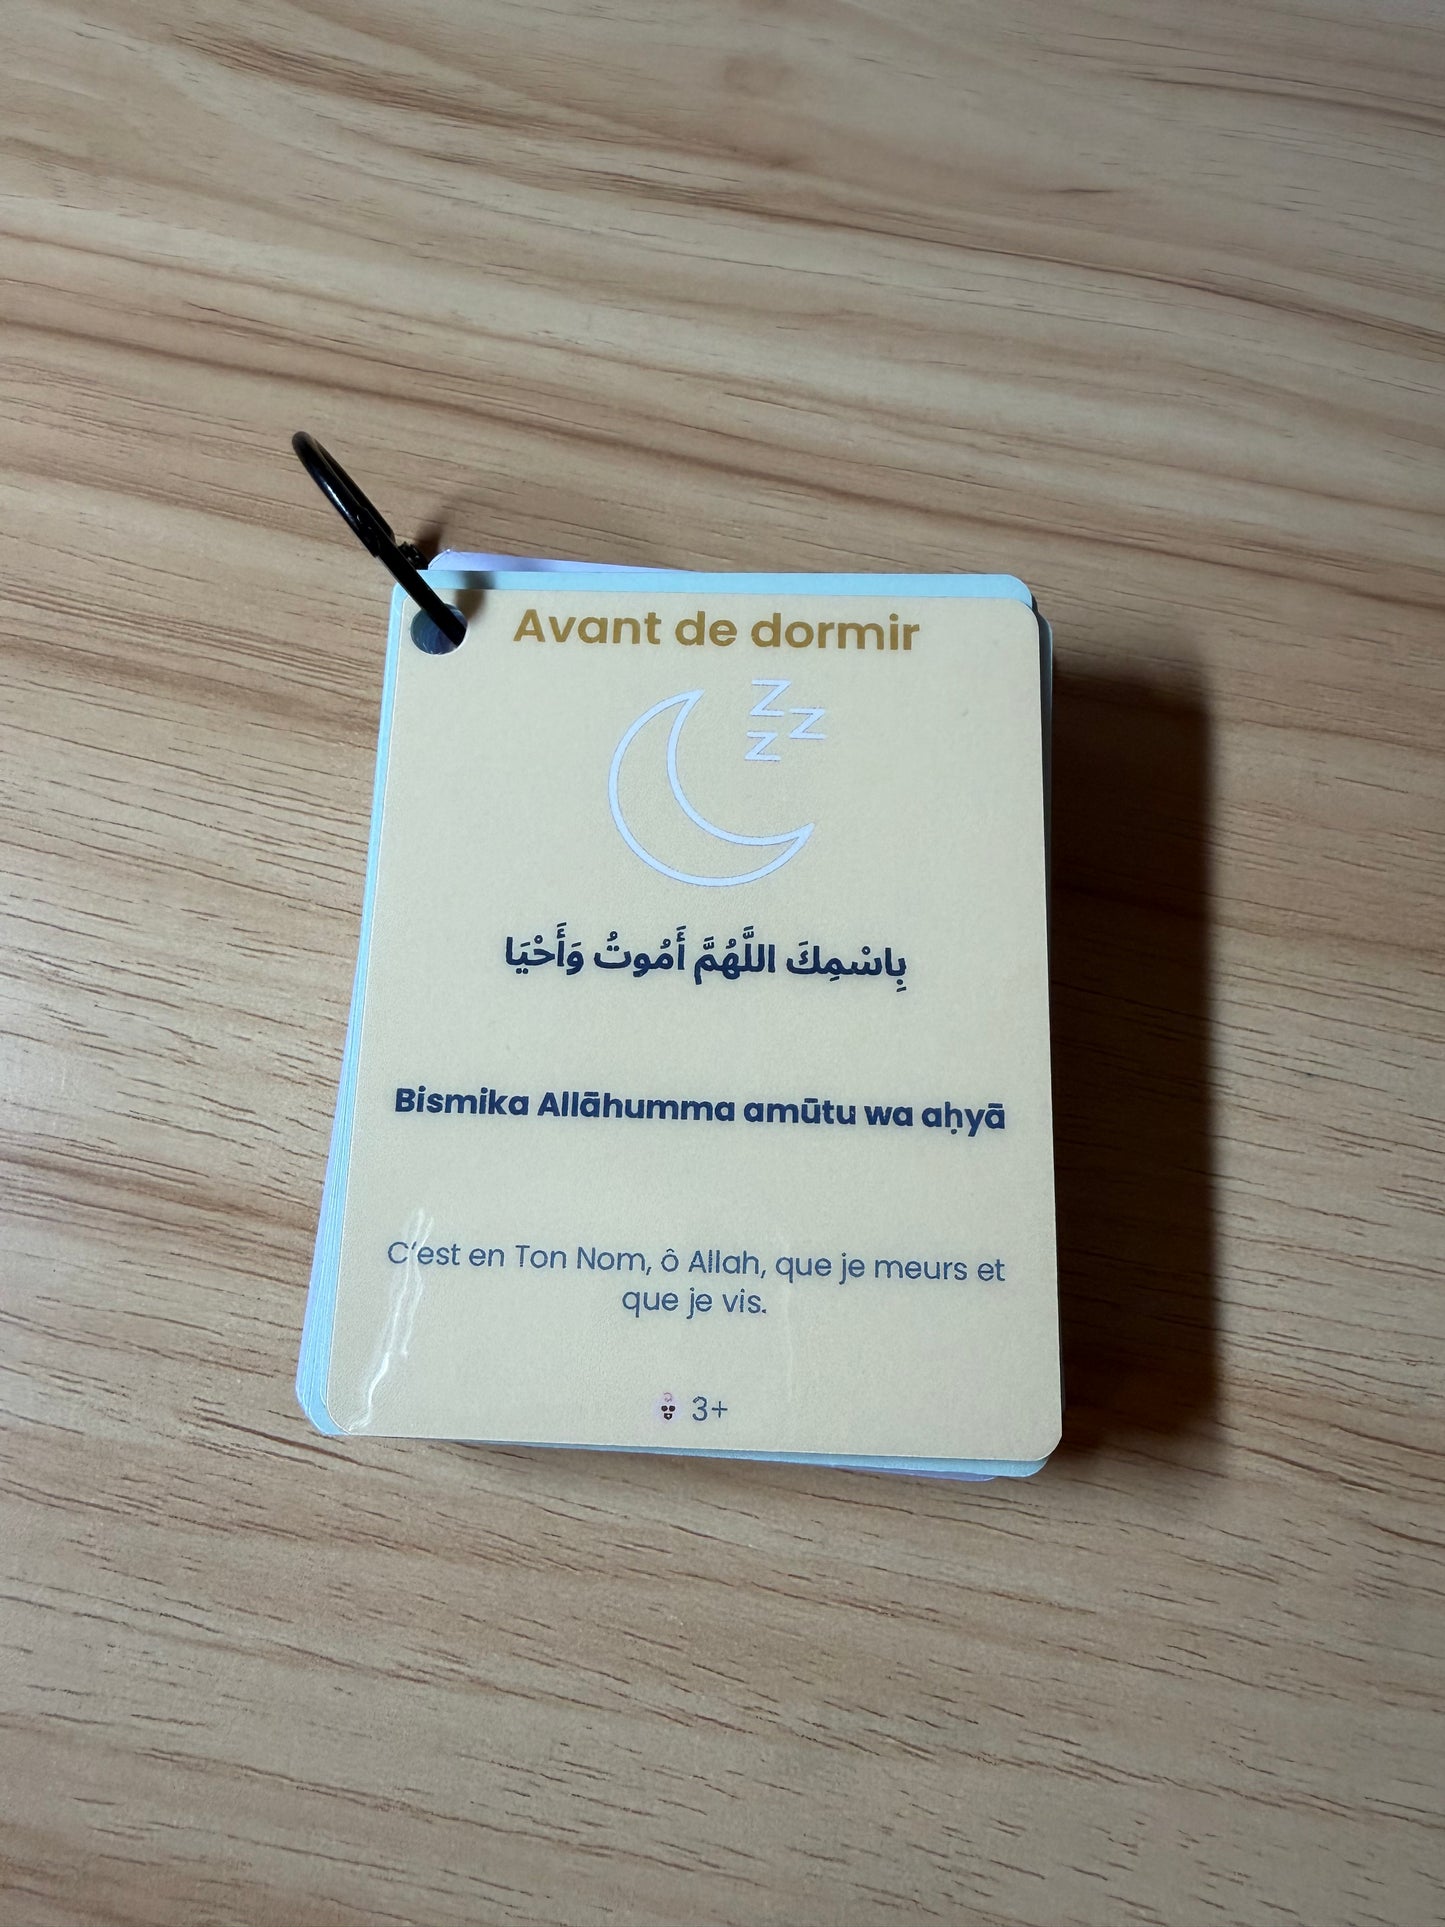 Avant de dormir
Z
Z
Z
بِاسْمِكَ اللَّهُمَّ أَمُوتُ وَأَحْيَا
Bismika Allāhumma amūtu wa aḥyā
C'est en Ton Nom, ô Allah, que je meurs et
que je vis.
3+